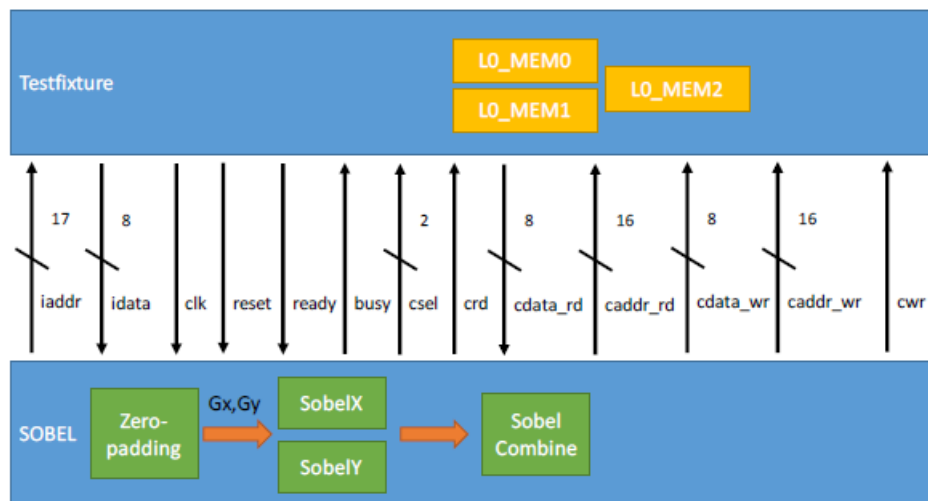 L0_MEM0
Testfixture
L0_MEM2
L0_MEM1
17
8
2
8
16
8
16
iaddr
idata
clk
reset
ready
busy
csel
crd
cdata_rd
caddr_rd
cdata_wr
caddr_wr
cwr
SOBEL
Zero-
padding
Gx,Gy
SobelX
SobelY
Sobel
Combine